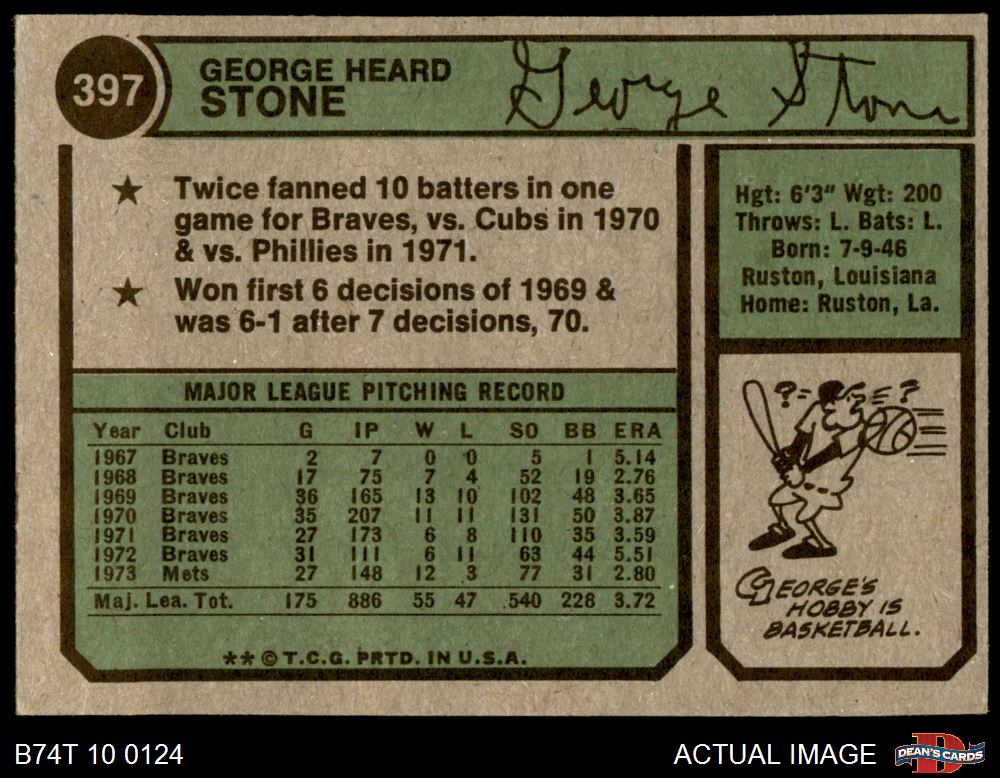 397
GEORGE HEARD
STONE
George Stone
★ Twice fanned 10 batters in one
game for Braves, vs. Cubs in 1970
& vs. Phillies in 1971.
★ Won first 6 decisions of 1969 &
was 6-1 after 7 decisions, 70.
Hgt: 6'3" Wgt: 200
Throws: L. Bats: L.
Born: 7-9-46
Ruston, Louisiana
Home: Ruston, La.
MAJOR LEAGUE PITCHING RECORD
Year Club G IP W L SO BB ERA
1967 Braves 2 7 0 0 5 1 5.14
1968 Braves 17 75 7 4 52 19 2.76
1969 Braves 36 165 13 10 102 48 3.65
1970 Braves 35 207 11 11 131 50 3.87
1971 Braves 27 173 6 8 110 35 3.59
1972 Braves 31 111 6 11 63 44 5.51
1973 Mets 27 148 12 3 77 31 2.80
Maj. Lea. Tot. 175 886 55 47 540 228 3.72
** © T.C.G. PRTD. IN U.S.A.
? ?
GEORGE'S
HOBBY IS
BASKETBALL.
B74T 10 0124
ACTUAL IMAGE
DEAN'S CARDS